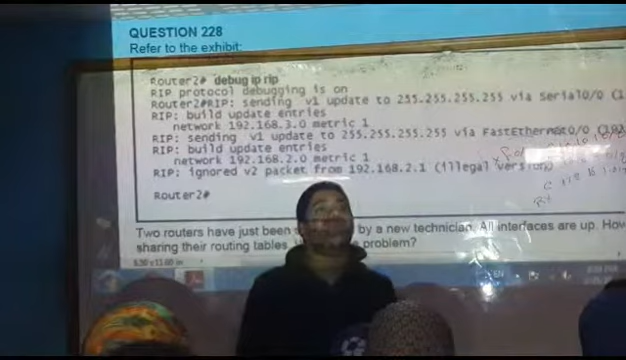 QUESTION 228
Refer to the exhibit:
Router2# debug ip rip
RIP protocol debugging is on
Router2#RIP: sending v1 update to 255.255.255.255 via Serial0/0 (1
RIP: build update entries
network 192.168.3.0 metric 1
RIP: sending v1 update to 255.255.255.255 via FastEthernet0/0
RIP: build update entries
network 192.168.2.0 metric 1
RIP: ignored v2 packet from 192.168.2.1 (illegal version)
Router2#
Two routers have just been by a new technician. All interfaces are up. How
sharing their routing tables. problem?
EN